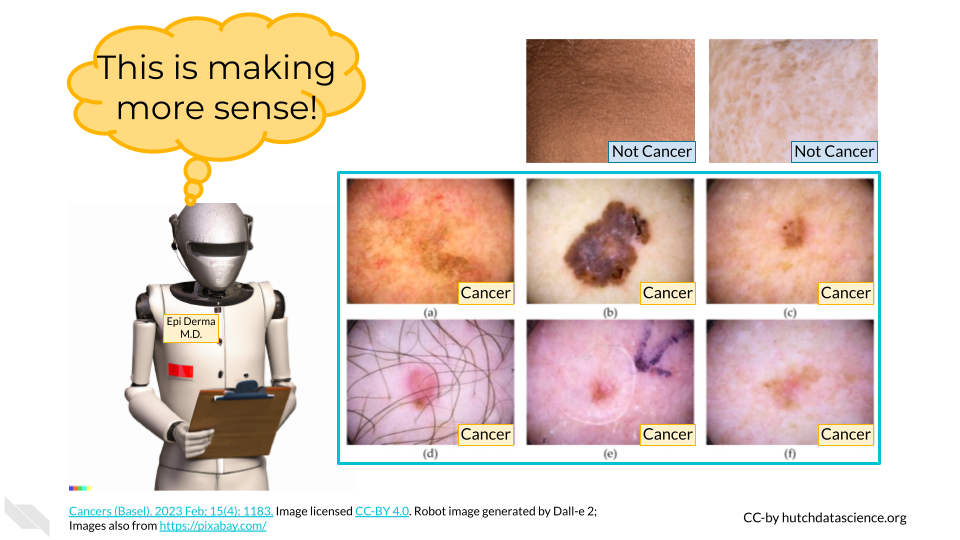 This is making
more sense!
Not Cancer
Not Cancer
Cancer
Cancer
Cancer
(a)
(b)
(c)
Epi Derma
M.D.
Cancer
Cancer
Cancer
(d)
(e)
(f)
Cancers (Basel). 2023 Feb; 15(4): 1183. Image licensed CC-BY 4.0. Robot image generated by Dall-e 2;
Images also from https://pixabay.com/
CC-by hutchdatascience.org